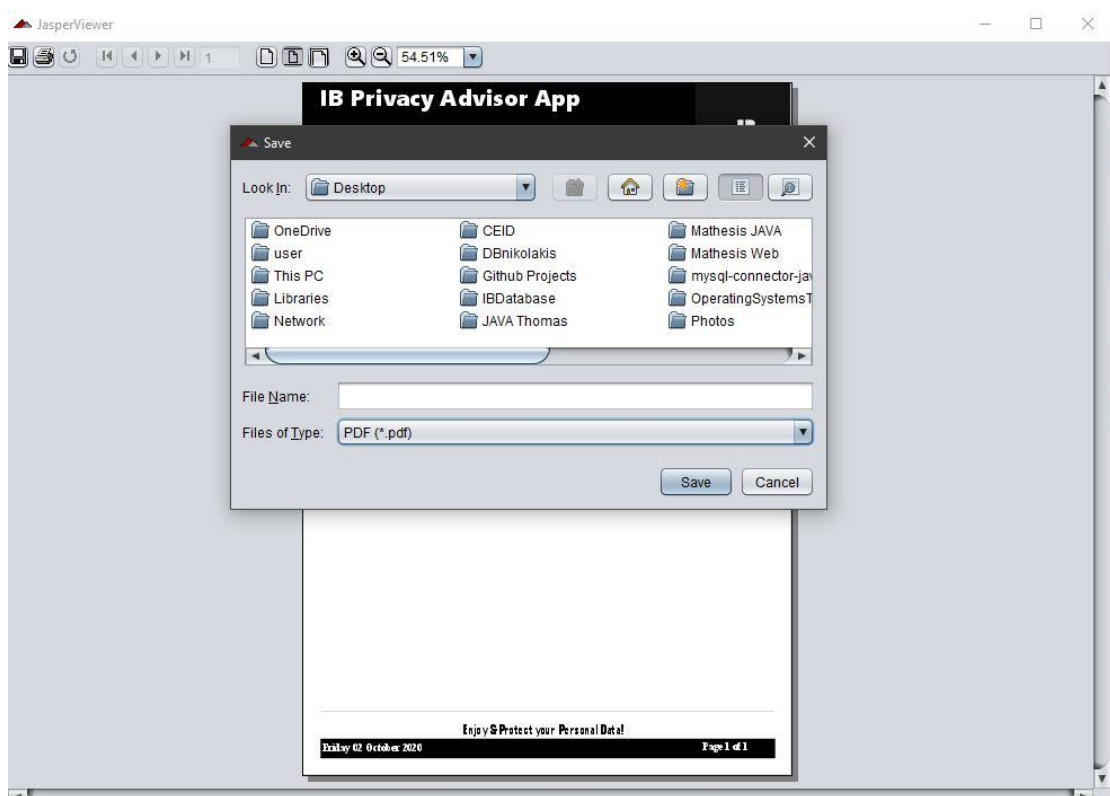 JasperViewer
1 54.51%
IB Privacy Advisor App
Save
Look In: Desktop
OneDrive CEID Mathesis JAVA
user DBnikolakis Mathesis Web
This PC Github Projects mysql-connector-jav
Libraries IBDatabase OperatingSystemsT
Network JAVA Thomas Photos
File Name:
Files of Type: PDF (*.pdf)
Save Cancel
Enjoy & Protect your Personal Data!
Friday 02 October 2020 Page 1 of 1